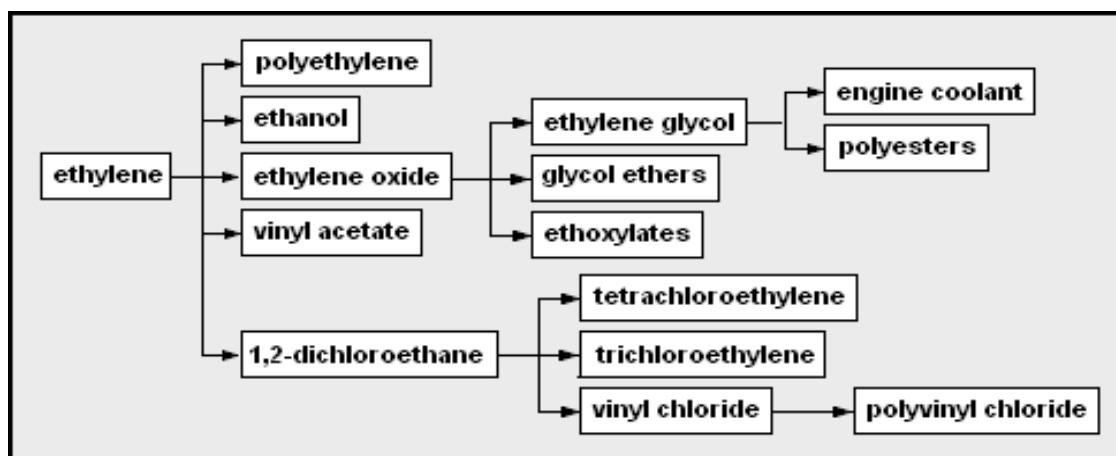 polyethylene
engine coolant
ethanol
ethylene glycol
polyesters
ethylene
ethylene oxide
glycol ethers
vinyl acetate
ethoxylates
tetrachloroethylene
1,2-dichloroethane
trichloroethylene
vinyl chloride
polyvinyl chloride